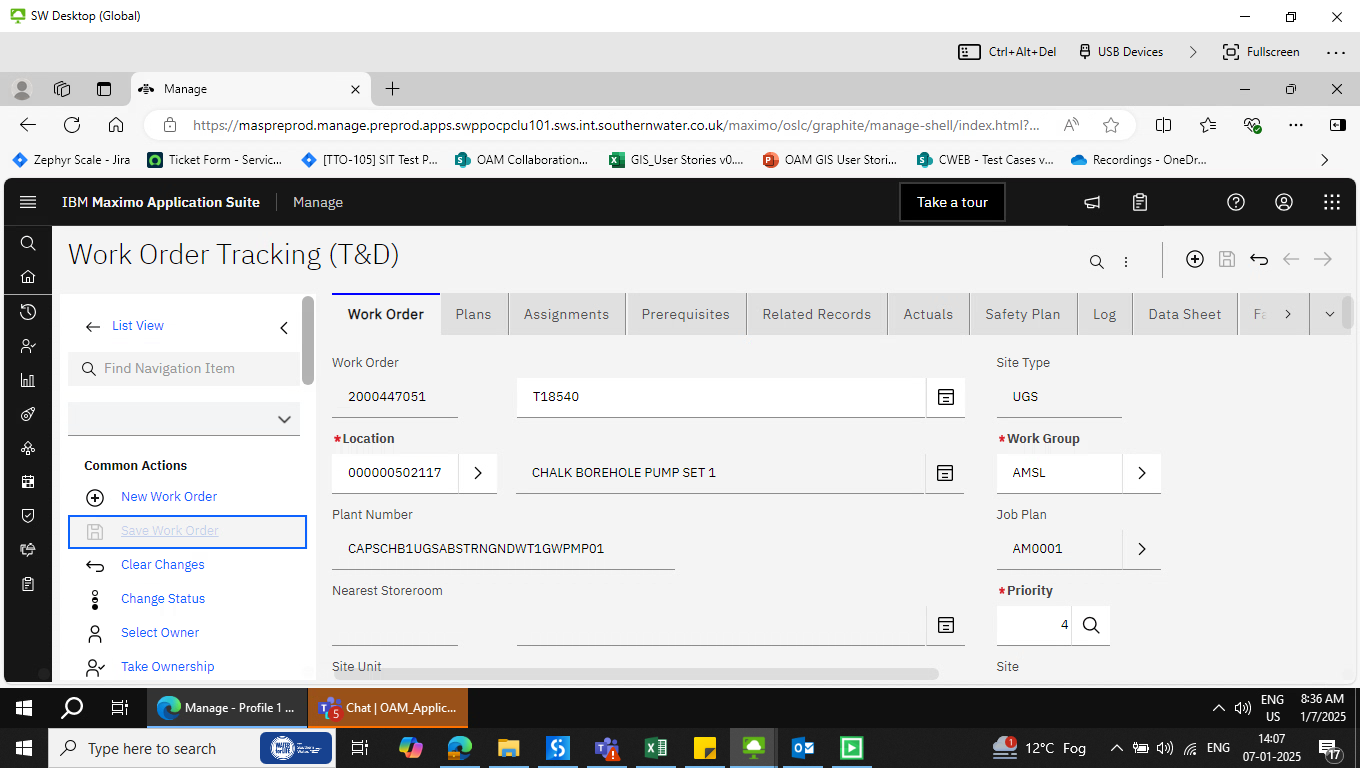 SW Desktop (Global)
Ctrl+Alt+Del USB Devices Fullscreen
Manage
https://maspreprod.manage.preprod.apps.swppocpclu101.sws.int.southernwater.co.uk/maximo/oslc/graphite/manage-shell/index.html?...
Zephyr Scale - Jira Ticket Form - Servic... [TTO-105] SIT Test P... OAM Collaboration... GIS_User Stories v0.... OAM GIS User Stori... CWEB - Test Cases v... Recordings - OneDr...
IBM Maximo Application Suite Manage Take a tour
Work Order Tracking (T&D)
List View
Find Navigation Item
Common Actions
New Work Order
Save Work Order
Clear Changes
Change Status
Select Owner
Take Ownership
Work Order Plans Assignments Prerequisites Related Records Actuals Safety Plan Log Data Sheet Fa
Work Order Site Type
2000447051 T18540 UGS
*Location *Work Group
000000502117 CHALK BOREHOLE PUMP SET 1 AMSL
Plant Number Job Plan
CAPSCHB1UGSABSTRNGNDWT1GWPMP01 AM0001
Nearest Storeroom *Priority
4
Site Unit Site
Manage - Profile 1 ... 5 Chat | OAM_Applic... ENG US 8:36 AM 1/7/2025
Type here to search 1 12°C Fog ENG 14:07 07-01-2025 17